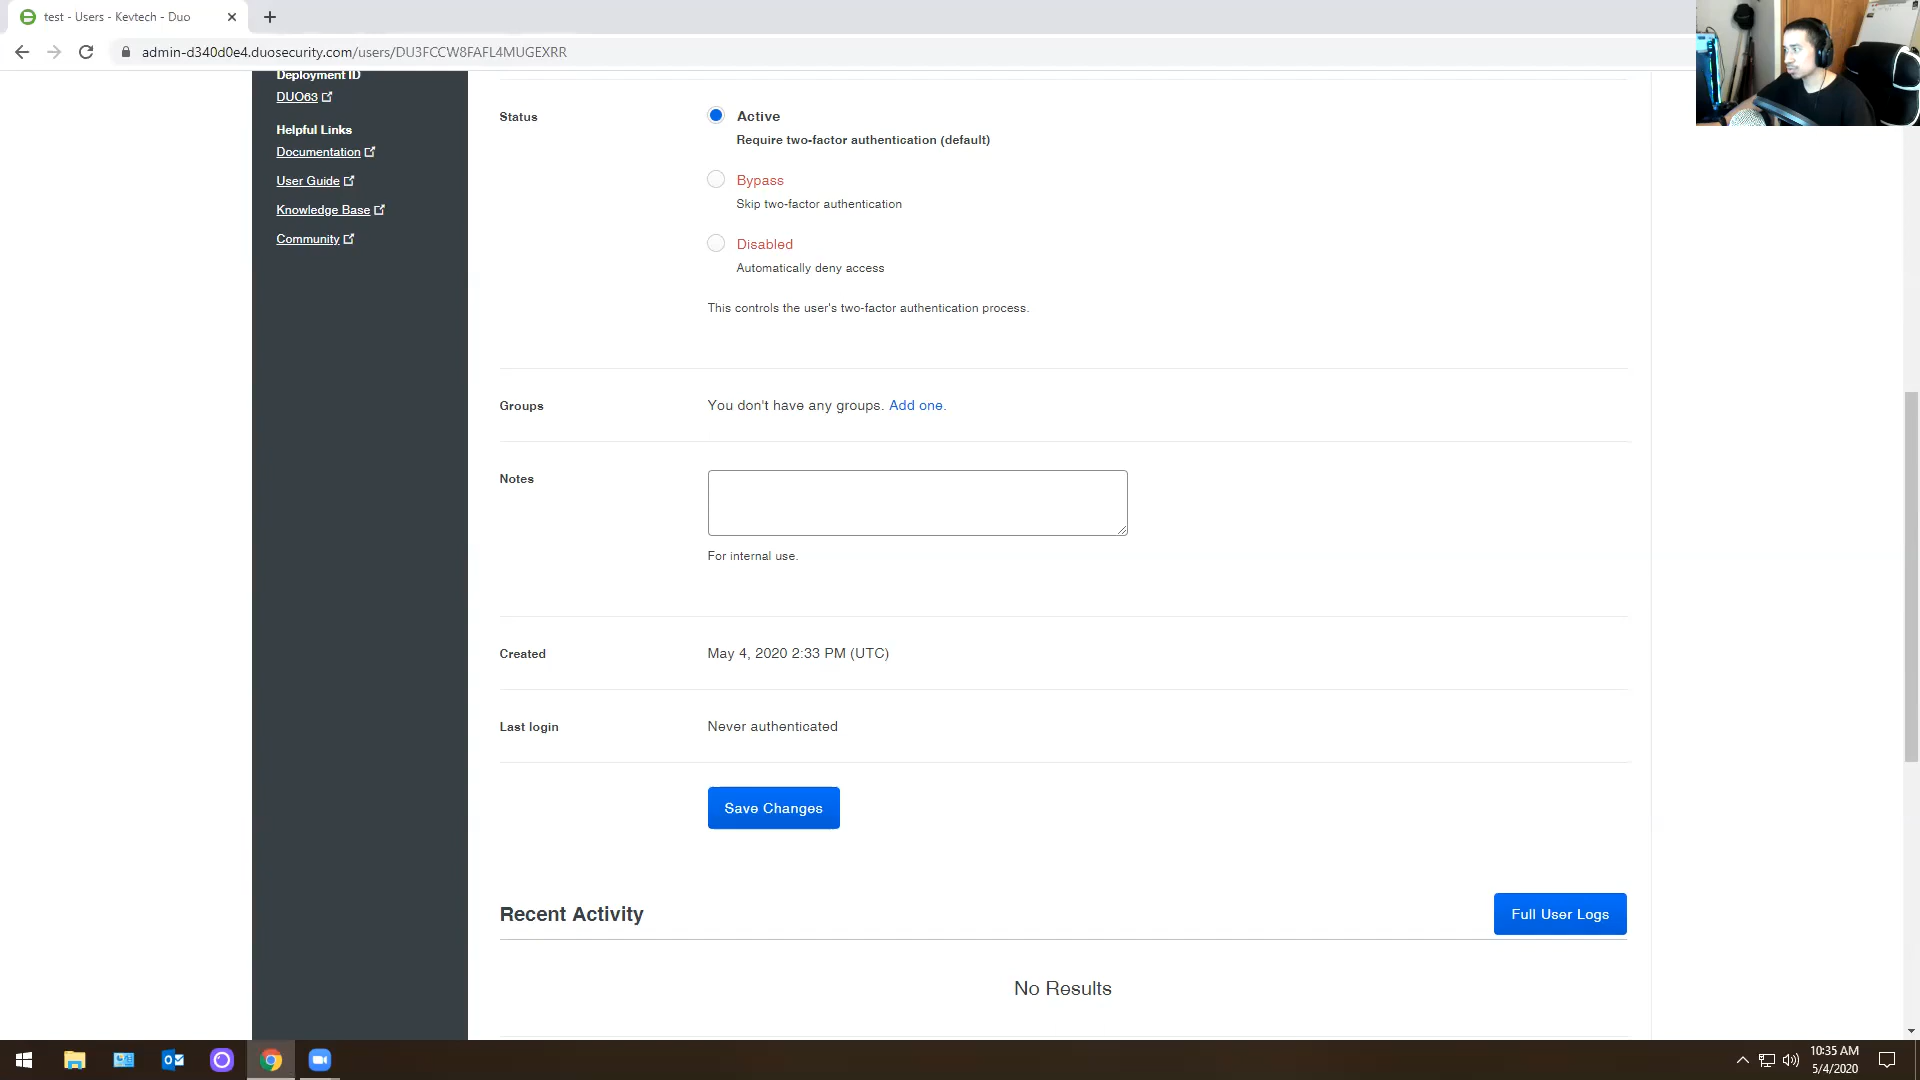 test - Users - Kevtech - Duo
admin-d340d0e4.duosecurity.com/users/DU3FCCW8FAFL4MUGEXRR
Deployment ID
DUO63
Helpful Links
Documentation
User Guide
Knowledge Base
Community
Status
Active
Require two-factor authentication (default)
Bypass
Skip two-factor authentication
Disabled
Automatically deny access
This controls the user's two-factor authentication process.
Groups
You don't have any groups. Add one.
Notes
For internal use.
Created
May 4, 2020 2:33 PM (UTC)
Last login
Never authenticated
Save Changes
Recent Activity
Full User Logs
No Results
10:35 AM
5/4/2020